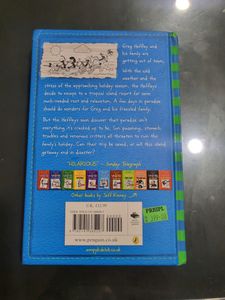 Greg Heffley and
his family are
getting out of town.
With the cold
weather and the
stress of the approaching holiday season, the Heffleys
decide to escape to a tropical island resort for some
much-needed rest and relaxation. A few days in paradise
should do wonders for Greg and his frazzled family.
But the Heffleys soon discover that paradise isn't
everything it's cracked up to be. Sun poisoning, stomach
troubles and venomous critters all threaten to ruin the
family's holiday. Can their trip be saved, or will this island
getaway end in disaster?
'HILARIOUS' – Sunday Telegraph
Other books by Jeff Kinney
U.K. £12.99
www.penguin.co.uk
wimpykidclub.co.uk